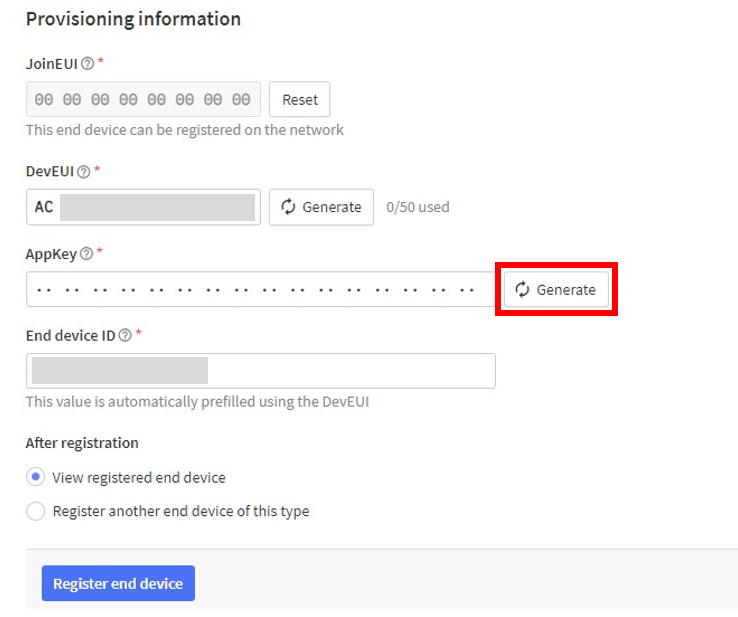 Provisioning information
JoinEUI *
00 00 00 00 00 00 00 00 Reset
This end device can be registered on the network
DevEUI *
AC Generate 0/50 used
AppKey *
·· ·· ·· ·· ·· ·· ·· ·· ·· ·· ·· ·· ·· ·· ·· ·· Generate
End device ID *
This value is automatically prefilled using the DevEUI
After registration
View registered end device
Register another end device of this type
Register end device